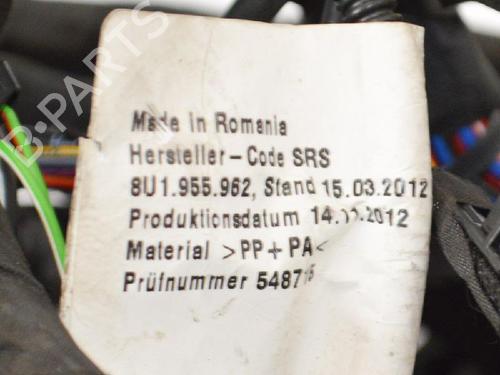 Made in Romania
Hersteller-Code SRS
8U1.955.962, Stand 15.03.2012
Produktionsdatum
Material >PP+PA<
Prüfnummer
B-PARTS